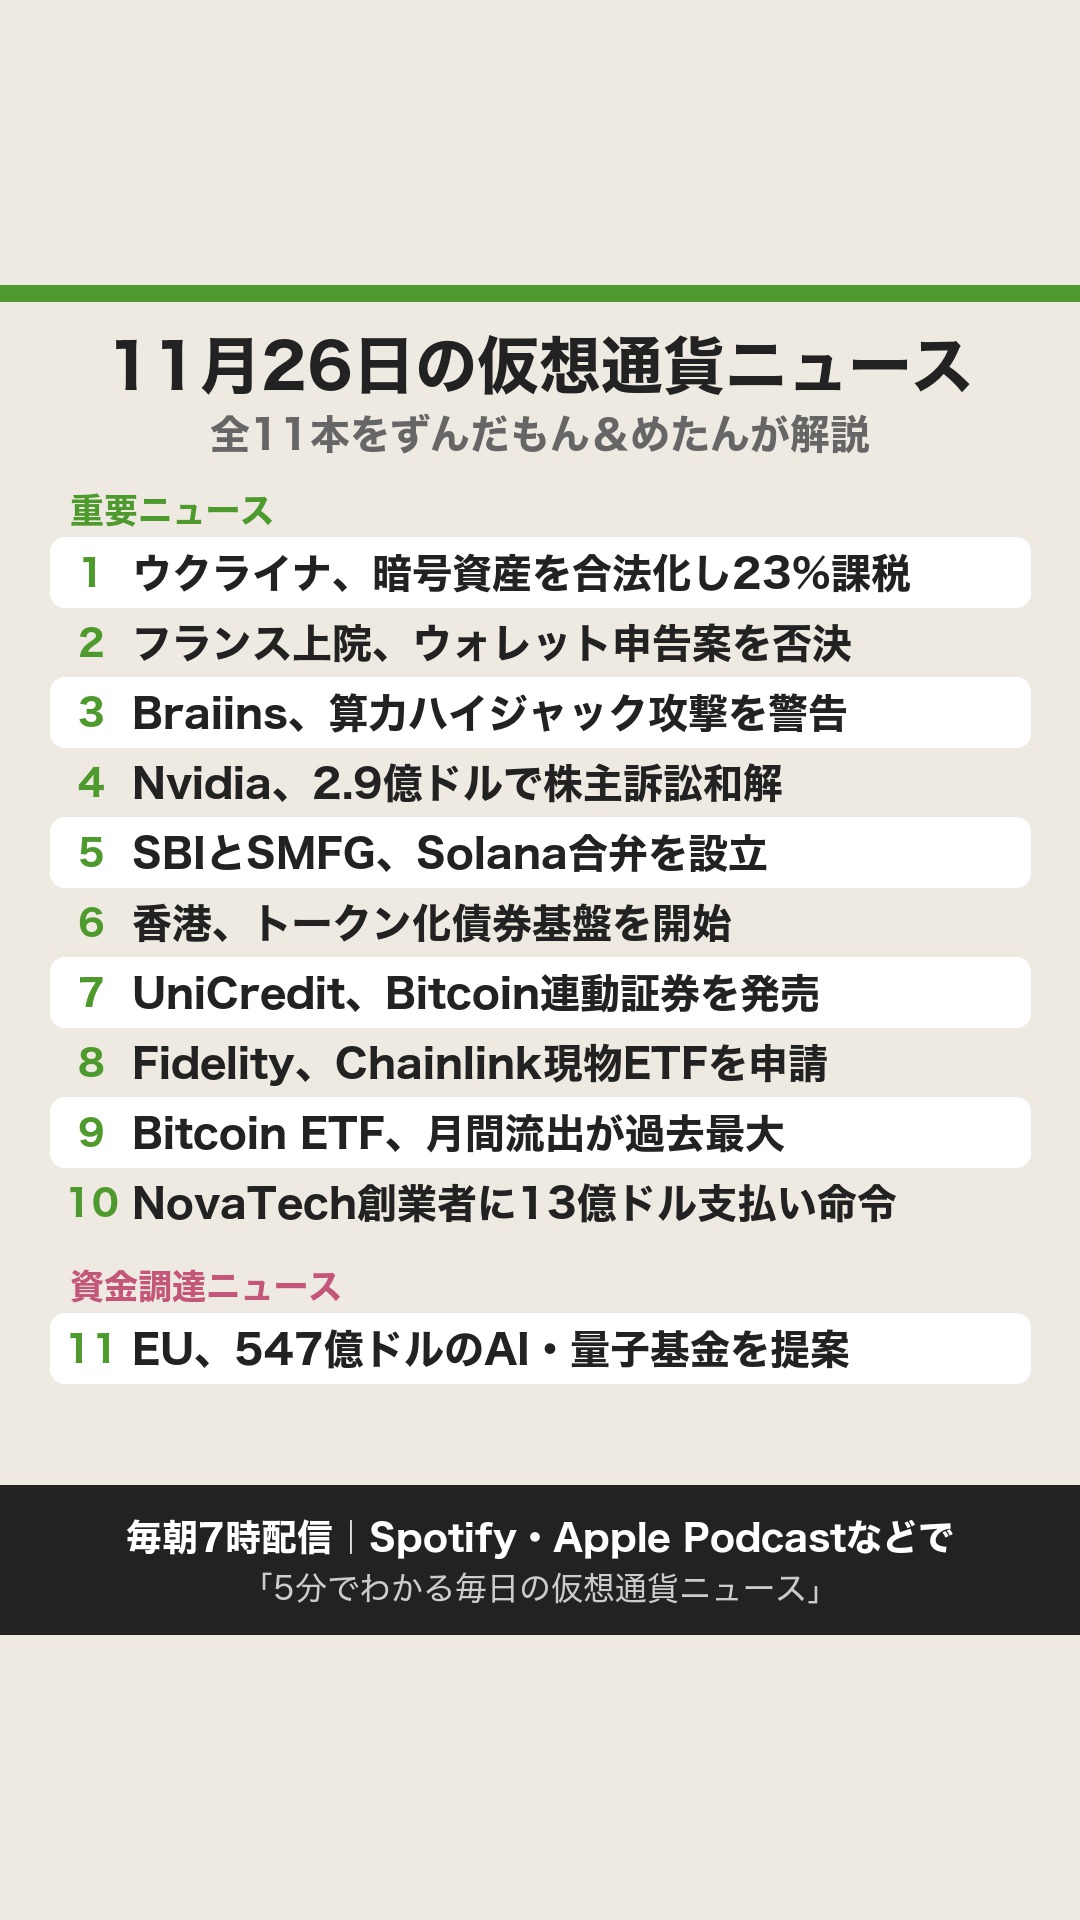 11月26日の仮想通貨ニュース
全11本をずんだもん＆めたんが解説
重要ニュース
1 ウクライナ、暗号資産を合法化し23%課税
2 フランス上院、ウォレット申告案を否決
3 Braiins、算力ハイジャック攻撃を警告
4 Nvidia、2.9億ドルで株主訴訟和解
5 SBIとSMFG、Solana合弁を設立
6 香港、トークン化債券基盤を開始
7 UniCredit、Bitcoin連動証券を発売
8 Fidelity、Chainlink現物ETFを申請
9 Bitcoin ETF、月間流出が過去最大
10 NovaTech創業者に13億ドル支払い命令
資金調達ニュース
11 EU、547億ドルのAI・量子基金を提案
毎朝7時配信｜Spotify・Apple Podcastなどで
「5分でわかる毎日の仮想通貨ニュース」